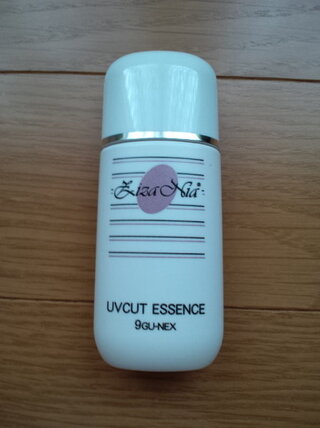 ZizaNia
UVCUT ESSENCE
9GU-NEX